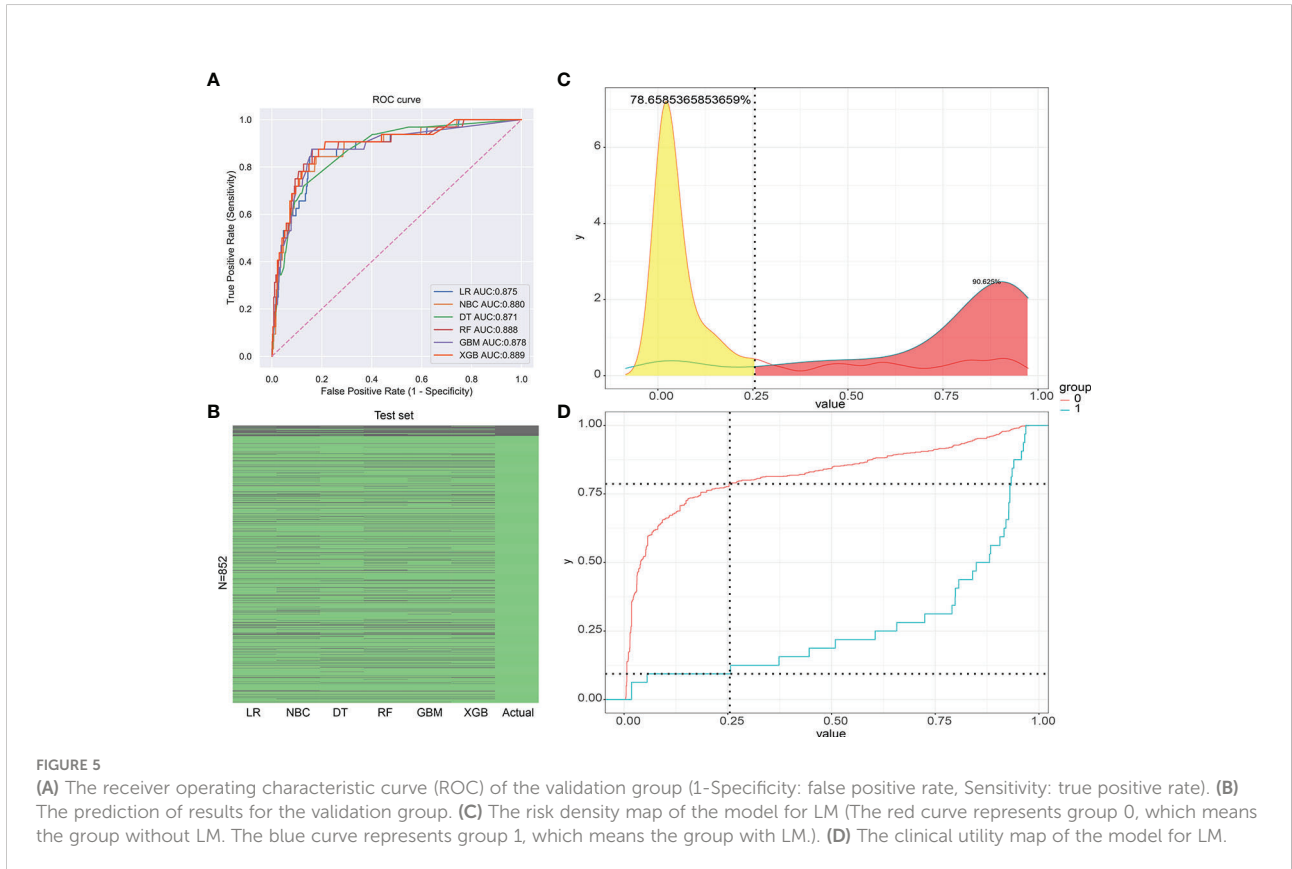 A
ROC curve
1.0
0.8
0.6
0.4
0.2
0.0
True Positive Rate (Sensitivity)
LR AUC:0.875
NBC AUC:0.880
DT AUC:0.871
RF AUC:0.888
GBM AUC:0.878
XGB AUC:0.889
0.0 0.2 0.4 0.6 0.8 1.0
False Positive Rate (1 - Specificity)
C
78.6585365853659%
90.625%
6
4
2
0
y
0.00 0.25 0.50 0.75 1.00
value
group
0
1
B
Test set
N=852
LR NBC DT RF GBM XGB Actual
D
1.00
0.75
0.50
0.25
0.00
y
0.00 0.25 0.50 0.75 1.00
value
FIGURE 5
(A) The receiver operating characteristic curve (ROC) of the validation group (1-Specificity: false positive rate, Sensitivity: true positive rate). (B)
The prediction of results for the validation group. (C) The risk density map of the model for LM (The red curve represents group 0, which means
the group without LM. The blue curve represents group 1, which means the group with LM.). (D) The clinical utility map of the model for LM.